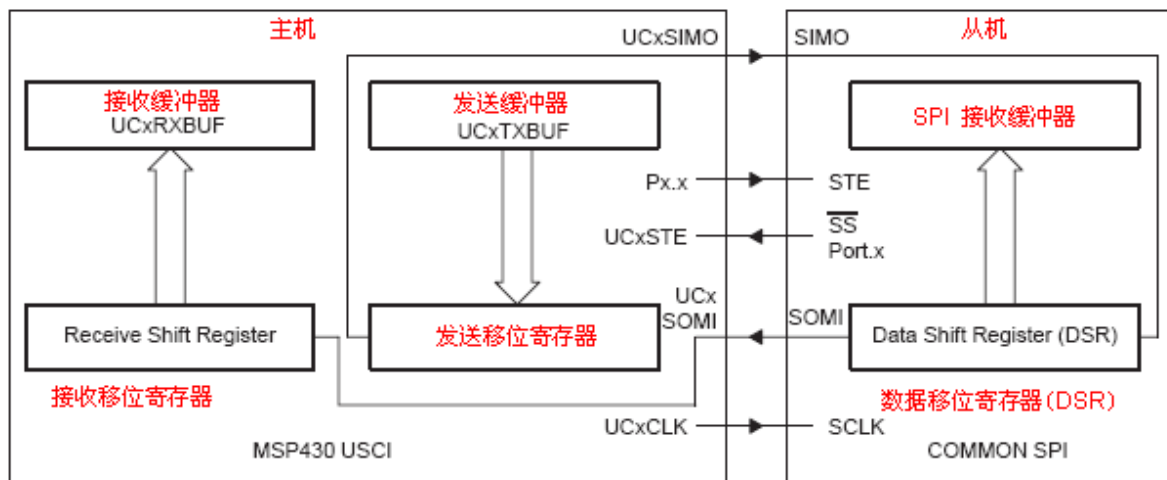 主机
UCxSIMO
SIMO
从机
接收缓冲器
UCxRXBUF
发送缓冲器
UCxTXBUF
SPI 接收缓冲器
Px.x
STE
UCxSTE
SS
Port.x
UCx
SOMI
SOMI
Receive Shift Register
发送移位寄存器
Data Shift Register (DSR)
接收移位寄存器
数据移位寄存器(DSR)
UCxCLK
SCLK
MSP430 USCI
COMMON SPI